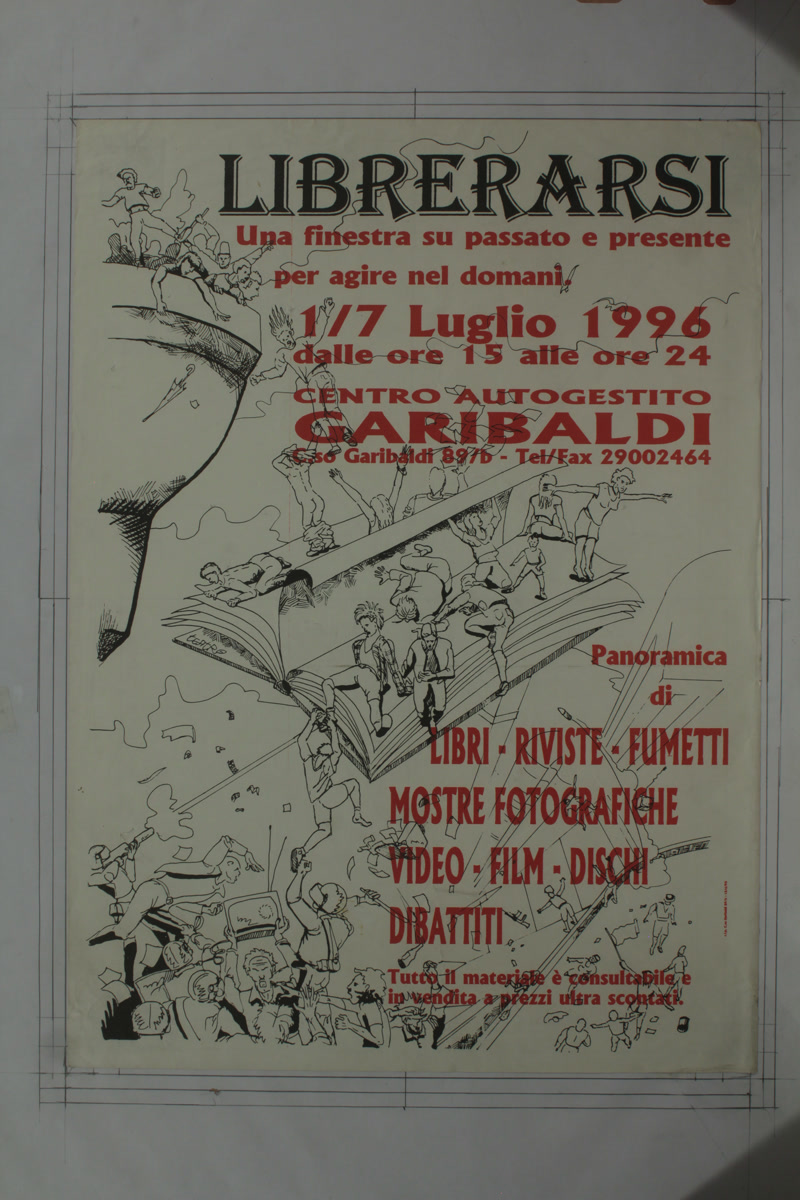 LIBRERARSI
Una finestra su passato e presente
per agire nel domani.
1/7 Luglio 1996
dalle ore 15 alle ore 24
CENTRO AUTOGESTITO
GARIBALDI
C.so Garibaldi 89/b - Tel/Fax 29002464
Panoramica
di
LIBRI - RIVISTE - FUMETTI
MOSTRE FOTOGRAFICHE
VIDEO - FILM - DISCHI
DIBATTITI
Tutto il materiale è consultabile e
in vendita a prezzi ultra scontati.